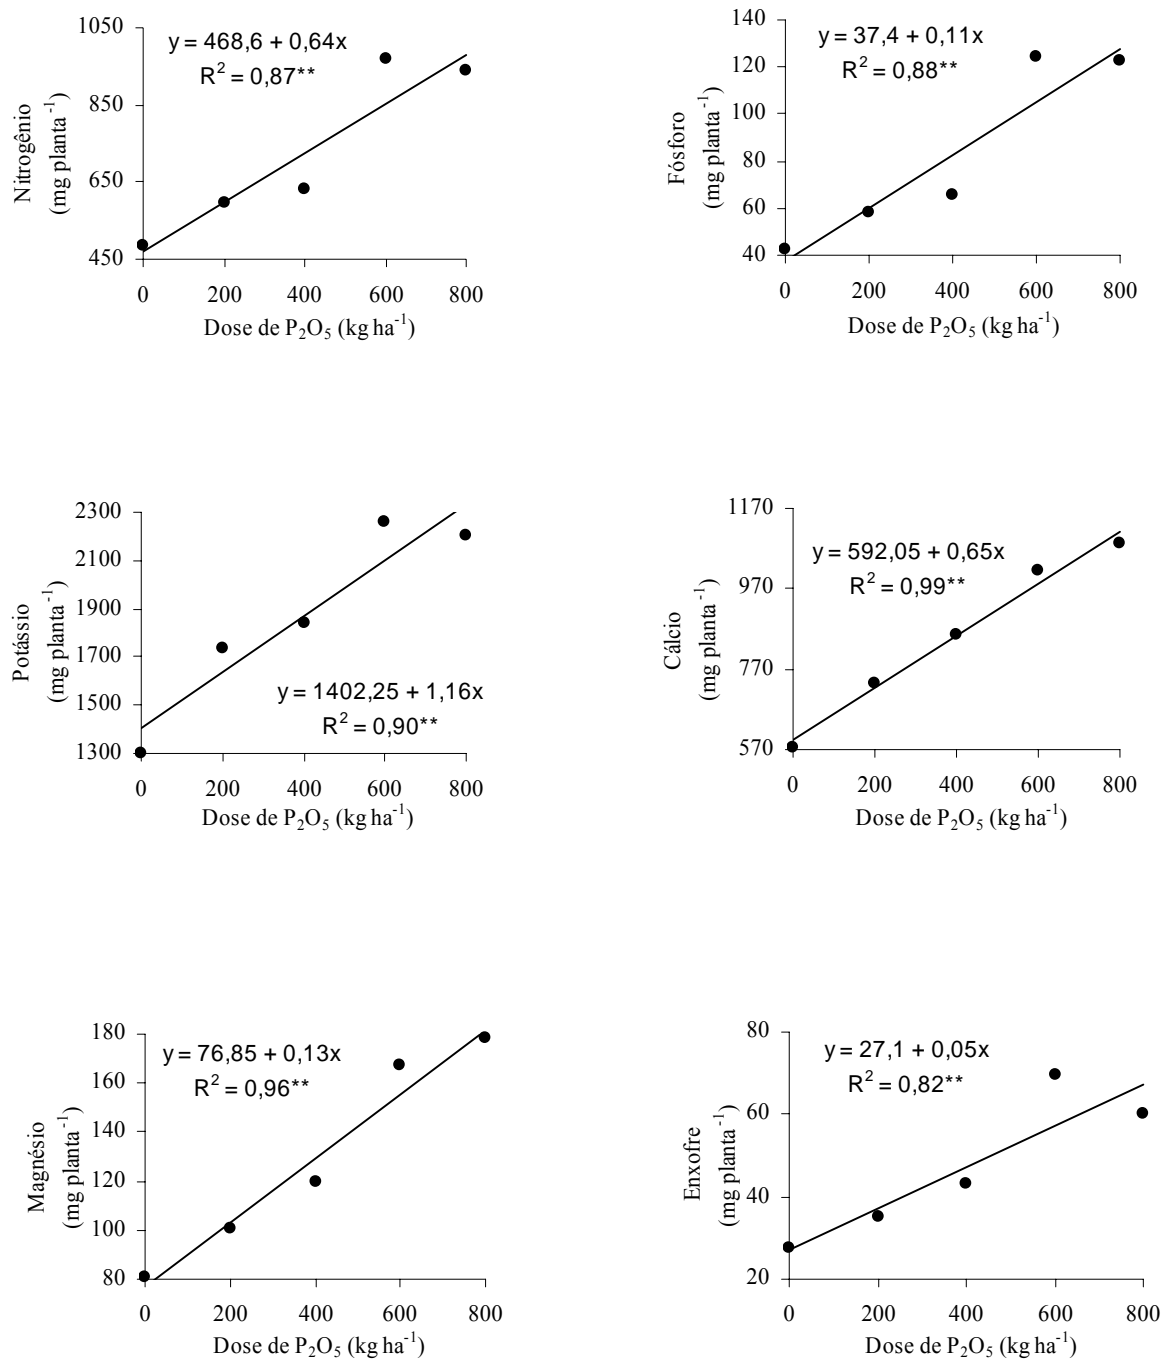 Nitrogênio
(mg planta⁻¹)
1050
850
650
450
y = 468,6 + 0,64x
R² = 0,87**
0 200 400 600 800
Dose de P₂O₅ (kg ha⁻¹)
Fósforo
(mg planta⁻¹)
140
120
100
80
60
40
y = 37,4 + 0,11x
R² = 0,88**
0 200 400 600 800
Dose de P₂O₅ (kg ha⁻¹)
Potássio
(mg planta⁻¹)
2300
2100
1900
1700
1500
1300
y = 1402,25 + 1,16x
R² = 0,90**
0 200 400 600 800
Dose de P₂O₅ (kg ha⁻¹)
Cálcio
(mg planta⁻¹)
1170
970
770
570
y = 592,05 + 0,65x
R² = 0,99**
0 200 400 600 800
Dose de P₂O₅ (kg ha⁻¹)
Magnésio
(mg planta⁻¹)
180
160
140
120
100
80
y = 76,85 + 0,13x
R² = 0,96**
0 200 400 600 800
Dose de P₂O₅ (kg ha⁻¹)
Enxofre
(mg planta⁻¹)
80
60
40
20
y = 27,1 + 0,05x
R² = 0,82**
0 200 400 600 800
Dose de P₂O₅ (kg ha⁻¹)